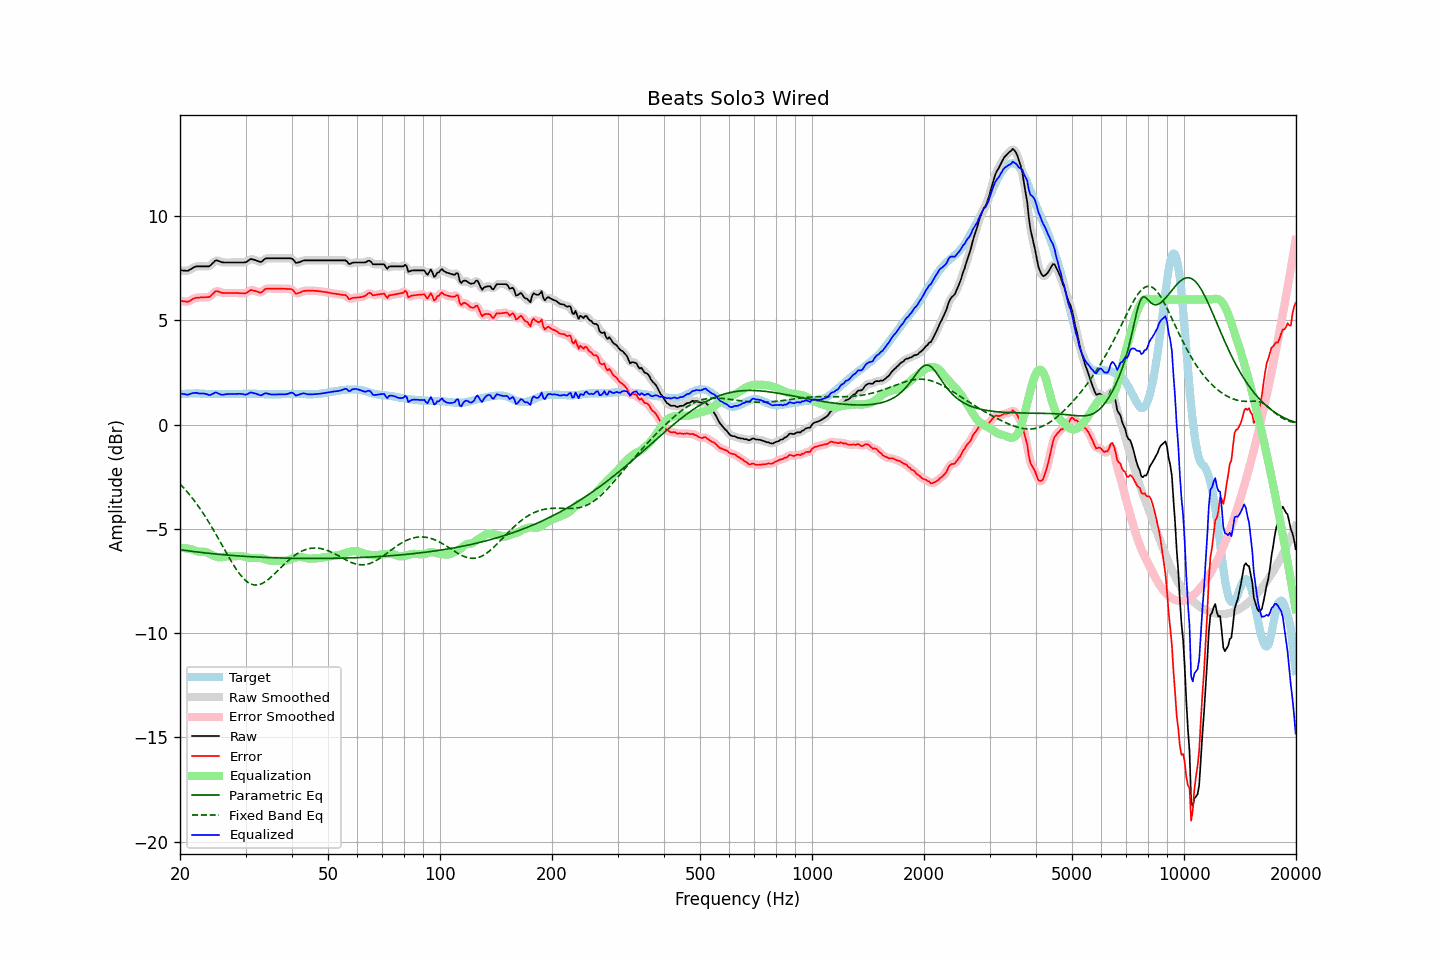 Beats Solo3 Wired
Amplitude (dBr)
10
5
0
−5
−10
−15
−20
Target
Raw Smoothed
Error Smoothed
Raw
Error
Equalization
Parametric Eq
Fixed Band Eq
Equalized
20 50 100 200 500 1000 2000 5000 10000 20000
Frequency (Hz)